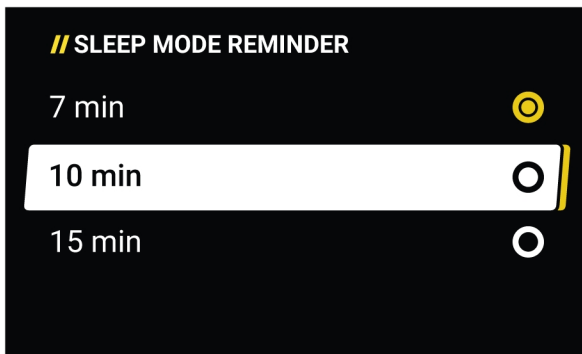 // SLEEP MODE REMINDER
7 min
10 min
15 min